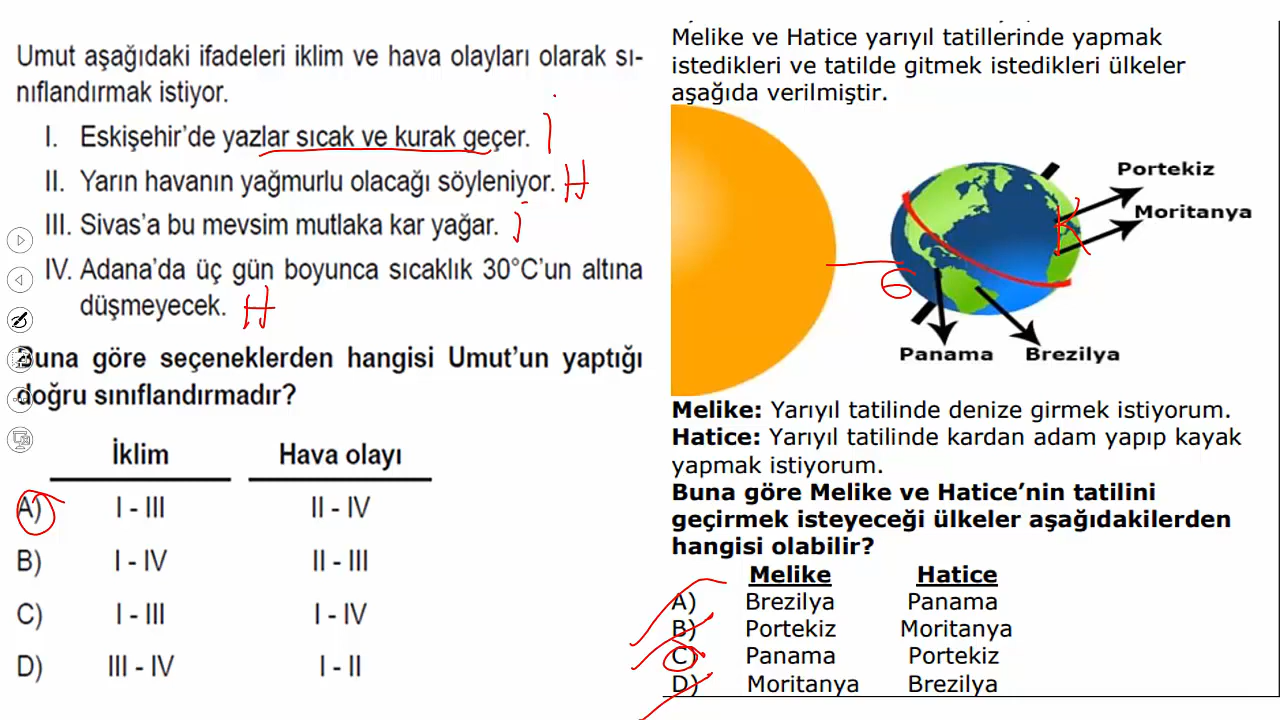 Umut aşağıdaki ifadeleri iklim ve hava olayları olarak sı-
nıflandırmak istiyor.
I. Eskişehir'de yazlar sıcak ve kurak geçer. İ
II. Yarın havanın yağmurlu olacağı söyleniyor. H
III. Sivas'a bu mevsim mutlaka kar yağar. İ
IV. Adana'da üç gün boyunca sıcaklık 30°C'un altına
düşmeyecek. H
Buna göre seçeneklerden hangisi Umut'un yaptığı
doğru sınıflandırmadır?
İklim Hava olayı
A) I - III II - IV
B) I - IV II - III
C) I - III I - IV
D) III - IV I - II
Melike ve Hatice yarıyıl tatillerinde yapmak
istedikleri ve tatilde gitmek istedikleri ülkeler
aşağıda verilmiştir.
Portekiz
Moritanya
K
G
Panama Brezilya
Melike: Yarıyıl tatilinde denize girmek istiyorum.
Hatice: Yarıyıl tatilinde kardan adam yapıp kayak
yapmak istiyorum.
Buna göre Melike ve Hatice'nin tatilini
geçirmek isteyeceği ülkeler aşağıdakilerden
hangisi olabilir?
Melike Hatice
A) Brezilya Panama
B) Portekiz Moritanya
C) Panama Portekiz
D) Moritanya Brezilya